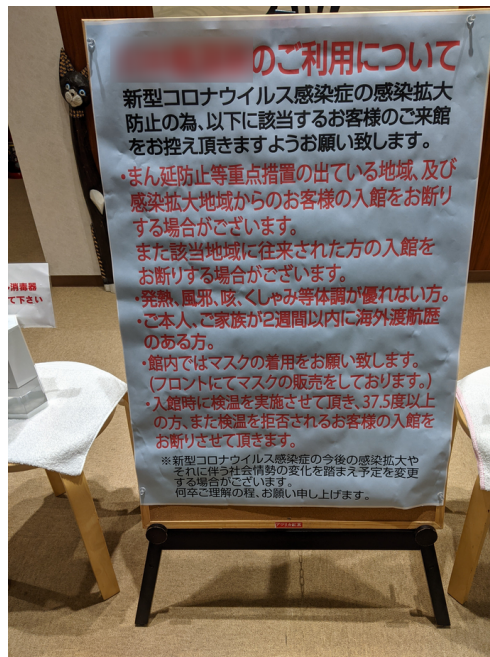 のご利用について
新型コロナウイルス感染症の感染拡大
防止の為、以下に該当するお客様のご来館
をお控え頂きますようお願い致します。
・まん延防止等重点措置の出ている地域、及び
感染拡大地域からのお客様の入館をお断り
する場合がございます。
また該当地域に往来された方の入館を
お断りする場合がございます。
・発熱、風邪、咳、くしゃみ等体調が優れない方。
・ご本人、ご家族が2週間以内に海外渡航歴
のある方。
・館内ではマスクの着用をお願い致します。
(フロントにてマスクの販売をしております。)
・入館時に検温を実施させて頂き、37.5度以上
の方、また検温を拒否されるお客様の入館を
お断りさせて頂きます。
※新型コロナウイルス感染症の今後の感染拡大や
それに伴う社会情勢の変化を踏まえ予定を変更
する場合がございます。
何卒ご理解の程、お願い申し上げます。
消毒器
て下さい